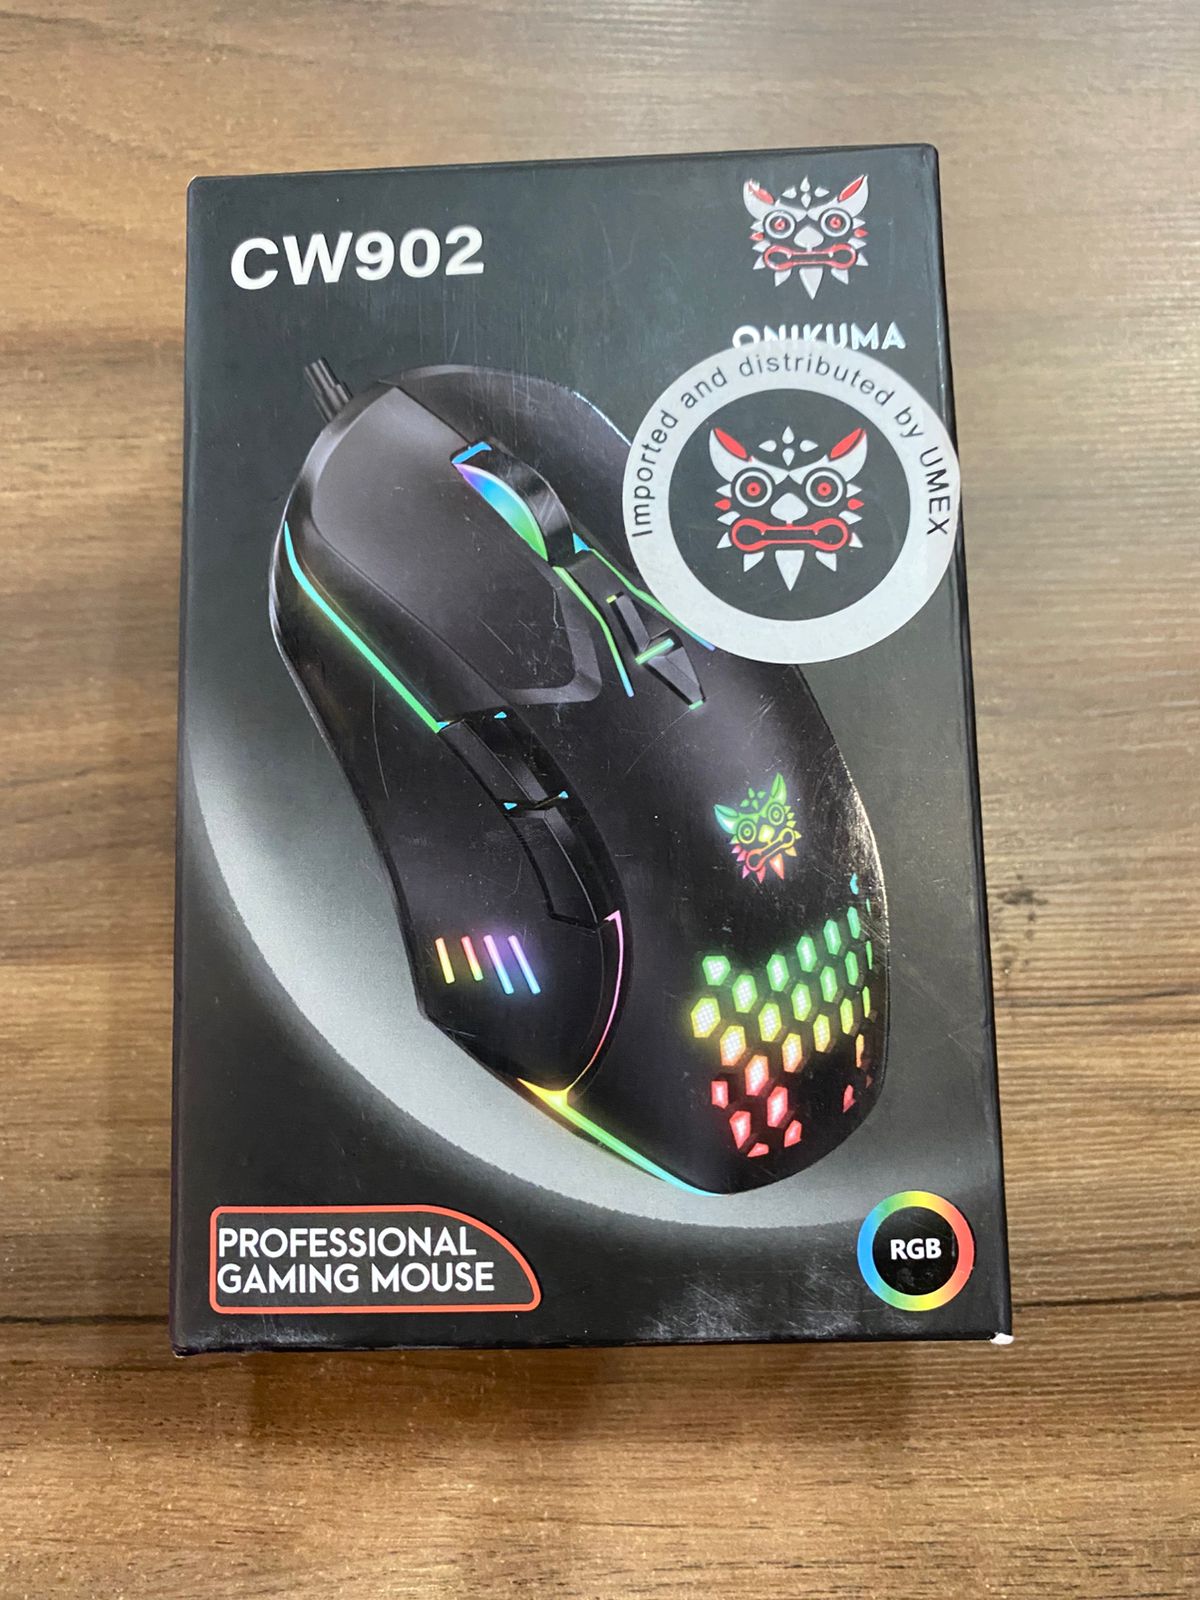 CW902
ONIKUMA
Imported and distributed by UMEX
PROFESSIONAL
GAMING MOUSE
RGB